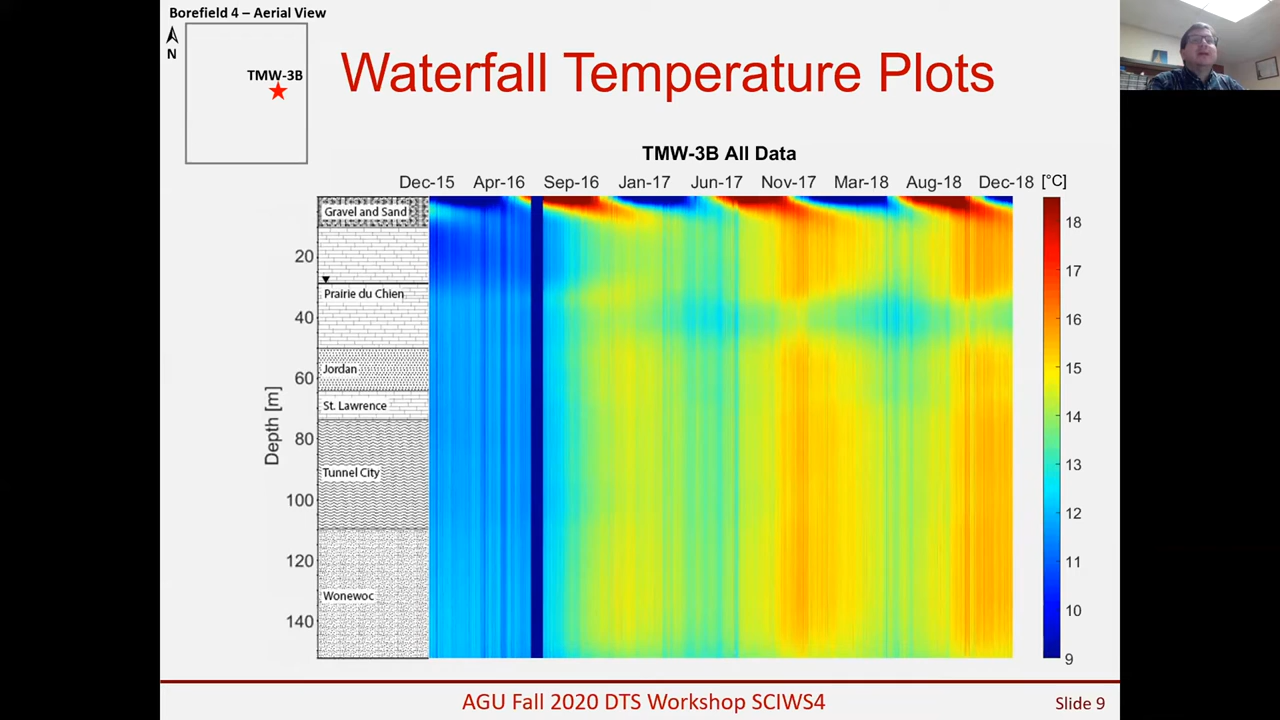 Borefield 4 – Aerial View
N
TMW-3B
Waterfall Temperature Plots
TMW-3B All Data
Dec-15 Apr-16 Sep-16 Jan-17 Jun-17 Nov-17 Mar-18 Aug-18 Dec-18 [°C]
Gravel and Sand
Prairie du Chien
Jordan
St. Lawrence
Tunnel City
Wonewoc
Depth [m]
20
40
60
80
100
120
140
18
17
16
15
14
13
12
11
10
9
AGU Fall 2020 DTS Workshop SCIWS4
Slide 9